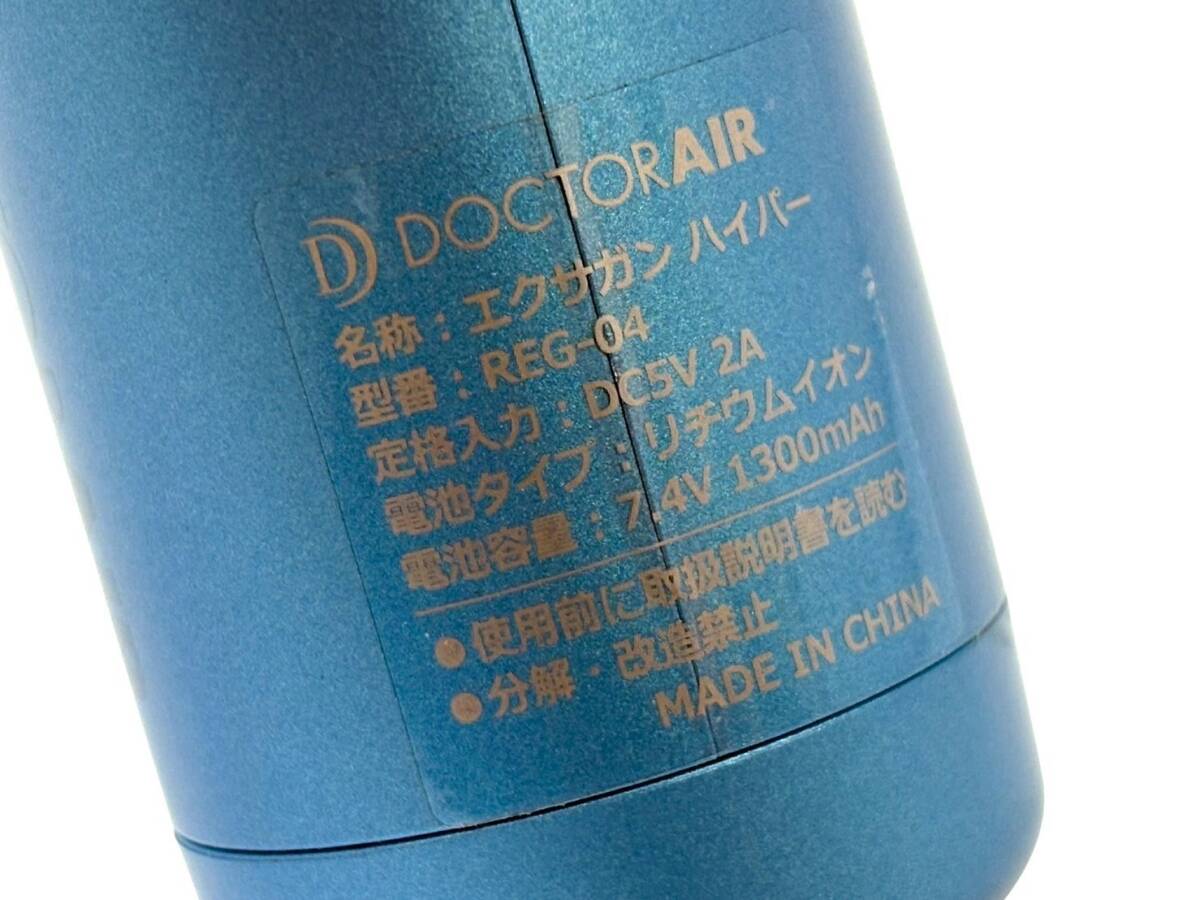 DOCTORAIR
名称：エクサガン ハイパー
型番：REG-04
定格入力：DC5V 2A
電池タイプ：リチウムイオン
電池容量：7.4V 1300mAh
●使用前に取扱説明書を読む
●分解・改造禁止
MADE IN CHINA